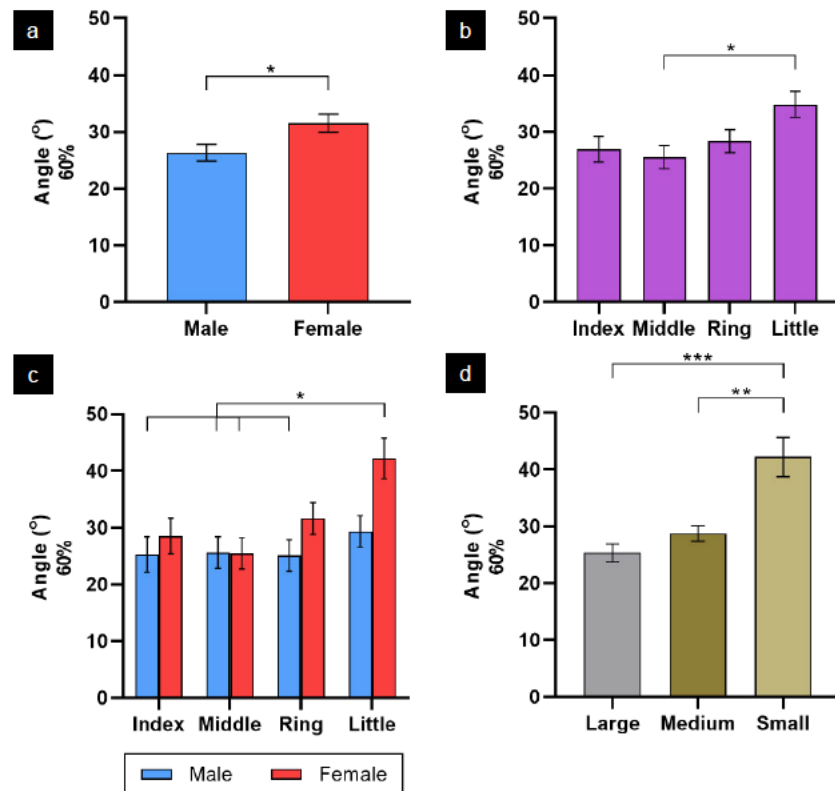 a
50
40
30
20
10
0
Angle (°)
60%
*
Male
Female
b
50
40
30
20
10
0
Angle (°)
60%
*
Index
Middle
Ring
Little
c
50
40
30
20
10
0
Angle (°)
60%
*
Index
Middle
Ring
Little
Male
Female
d
50
40
30
20
10
0
Angle (°)
60%
***
**
Large
Medium
Small